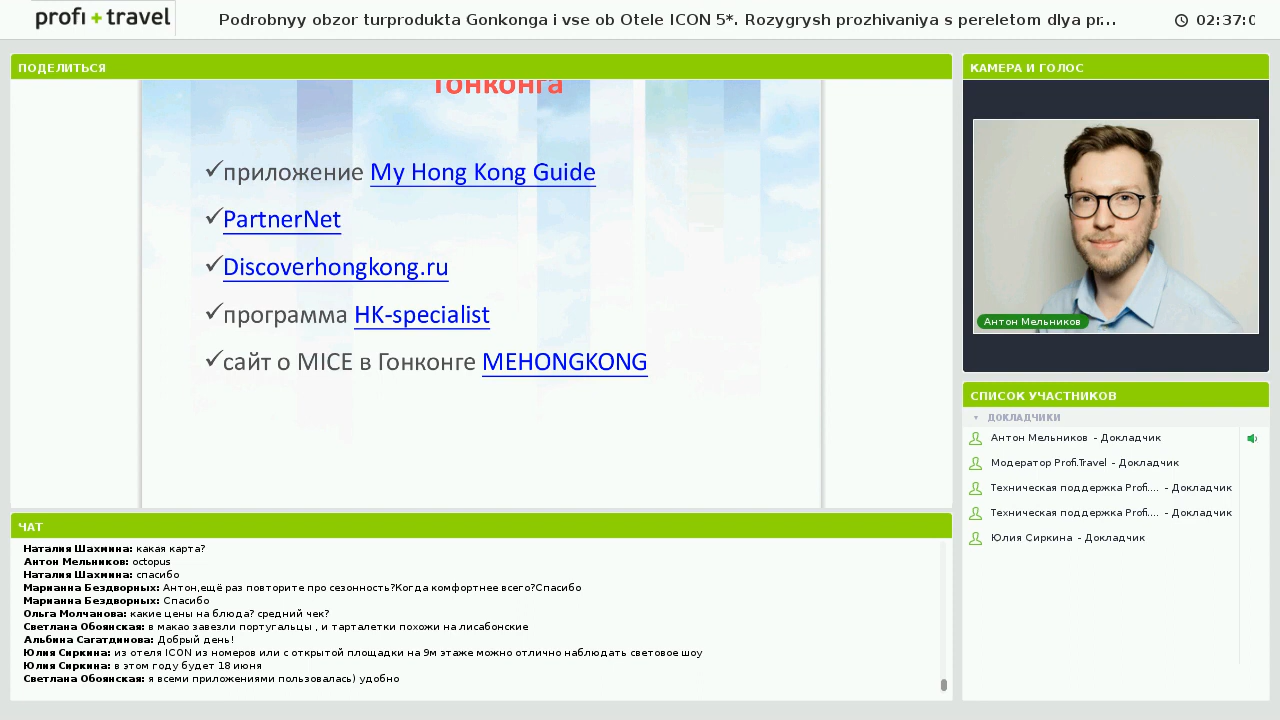 profi + travel
Podrobnyy obzor turprodukta Gonkonga i vse ob Otele ICON 5*. Rozygrysh prozhivaniya s pereletom dlya pr...
02:37:0
ПОДЕЛИТЬСЯ
Гонконга
✓приложение My Hong Kong Guide
✓PartnerNet
✓Discoverhongkong.ru
✓программа HK-specialist
✓сайт о MICE в Гонконге MEHONGKONG
ЧАТ
Наталия Шахмина: какая карта?
Антон Мельников: octopus
Наталия Шахмина: спасибо
Марианна Бездворных: Антон,ещё раз повторите про сезонность?Когда комфортнее всего?Спасибо
Марианна Бездворных: Спасибо
Ольга Молчанова: какие цены на блюда? средний чек?
Светлана Обоянская: в макао завезли португальцы , и тарталетки похожи на лисабонские
Альбина Сагатдинова: Добрый день!
Юлия Сиркина: из отеля ICON из номеров или с открытой площадки на 9м этаже можно отлично наблюдать световое шоу
Юлия Сиркина: в этом году будет 18 июня
Светлана Обоянская: я всеми приложениями пользовалась) удобно
КАМЕРА И ГОЛОС
Антон Мельников
СПИСОК УЧАСТНИКОВ
ДОКЛАДЧИКИ
Антон Мельников - Докладчик
Модератор Profi.Travel - Докладчик
Техническая поддержка Profi.... - Докладчик
Техническая поддержка Profi.... - Докладчик
Юлия Сиркина - Докладчик